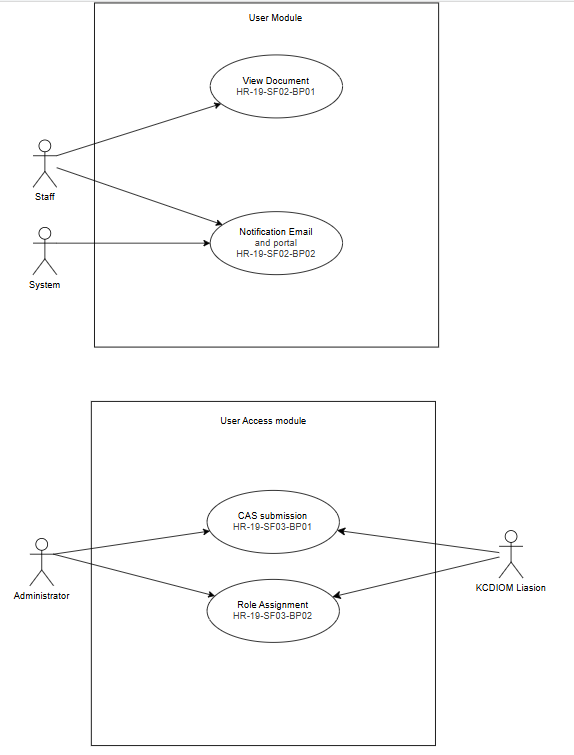 User Module
View Document
HR-19-SF02-BP01
Staff
Notification Email
and portal
HR-19-SF02-BP02
System
User Access module
CAS submission
HR-19-SF03-BP01
Administrator
KCDIOM Liasion
Role Assignment
HR-19-SF03-BP02